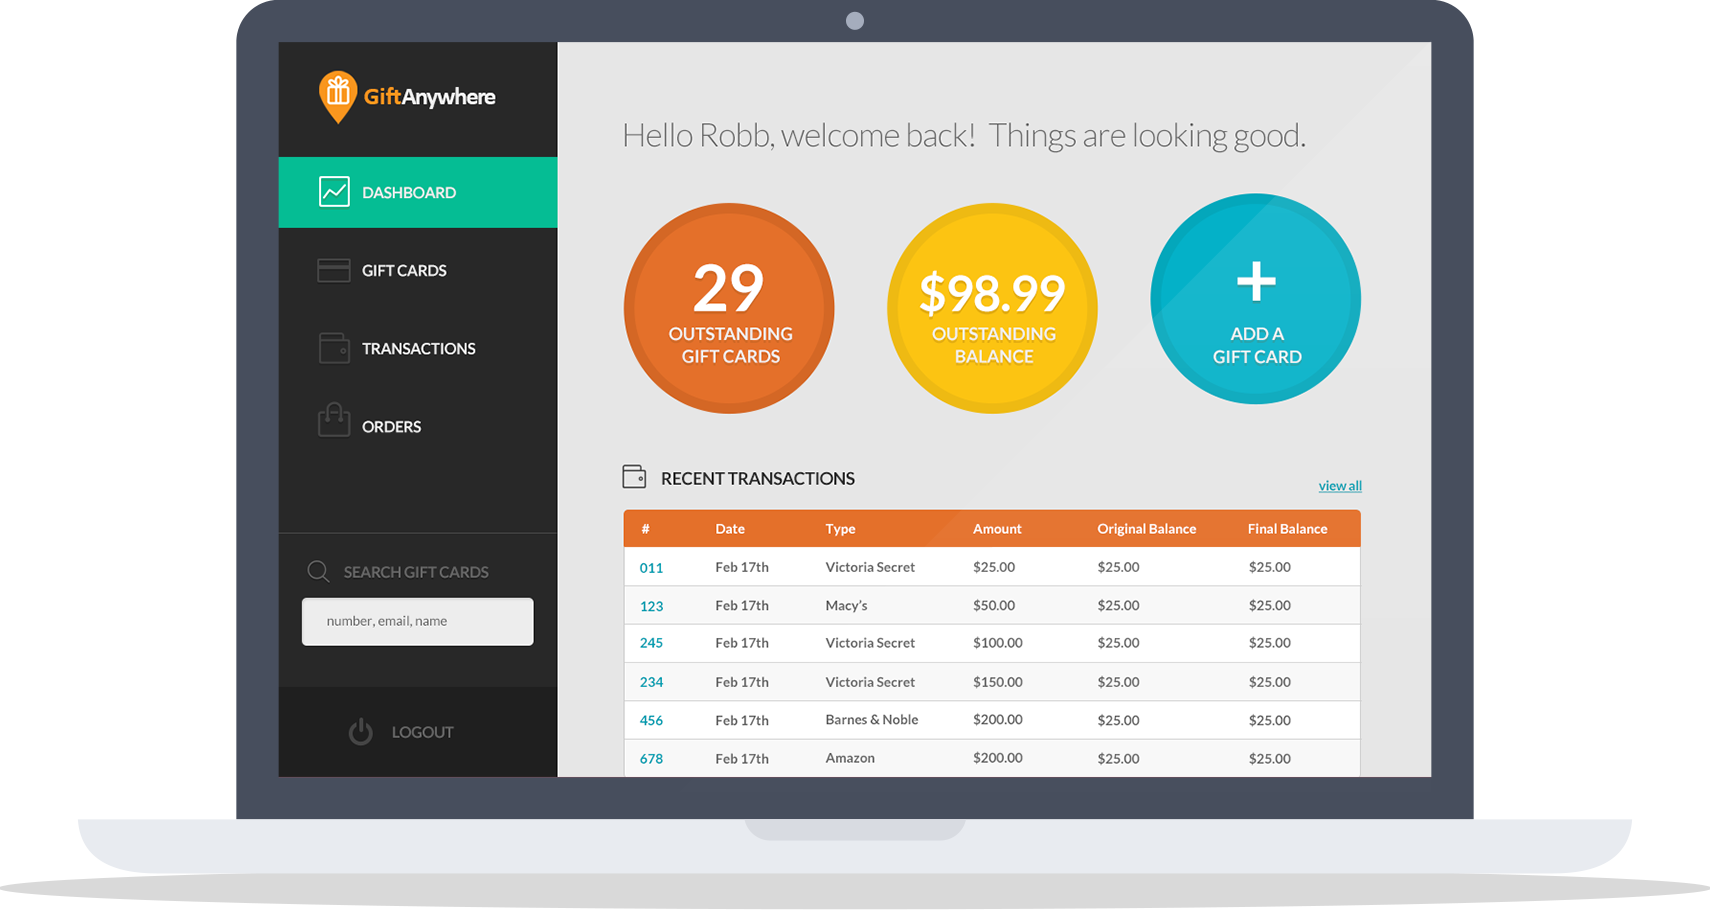 GiftAnywhere
DASHBOARD
GIFT CARDS
TRANSACTIONS
ORDERS
SEARCH GIFT CARDS
number, email, name
LOGOUT
Hello Robb, welcome back! Things are looking good.
29
OUTSTANDING
GIFT CARDS
$98.99
OUTSTANDING
BALANCE
+
ADD A
GIFT CARD
RECENT TRANSACTIONS
view all
# Date Type Amount Original Balance Final Balance
011 Feb 17th Victoria Secret $25.00 $25.00 $25.00
123 Feb 17th Macy's $50.00 $25.00 $25.00
245 Feb 17th Victoria Secret $100.00 $25.00 $25.00
234 Feb 17th Victoria Secret $150.00 $25.00 $25.00
456 Feb 17th Barnes & Noble $200.00 $25.00 $25.00
678 Feb 17th Amazon $200.00 $25.00 $25.00